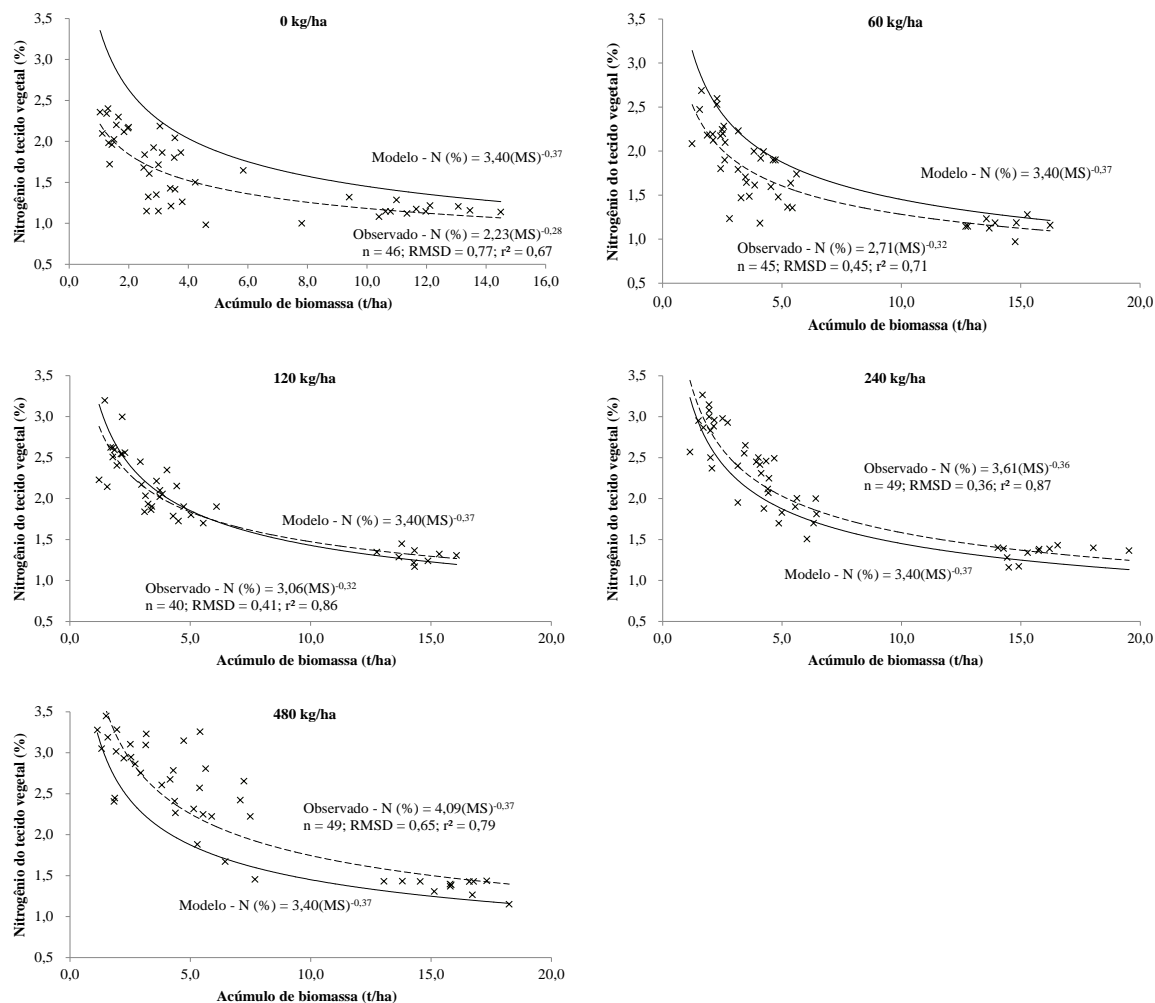 0 kg/ha
Nitrogênio do tecido vegetal (%)
3,5
3,0
2,5
2,0
1,5
1,0
0,5
Modelo - N (%) = 3,40(MS)-0,37
Observado - N (%) = 2,23(MS)-0,28
n = 46; RMSD = 0,77; r² = 0,67
0,0 2,0 4,0 6,0 8,0 10,0 12,0 14,0 16,0
Acúmulo de biomassa (t/ha)
60 kg/ha
Nitrogênio do tecido vegetal (%)
3,5
3,0
2,5
2,0
1,5
1,0
0,5
Modelo - N (%) = 3,40(MS)-0,37
Observado - N (%) = 2,71(MS)-0,32
n = 45; RMSD = 0,45; r² = 0,71
0,0 5,0 10,0 15,0 20,0
Acúmulo de biomassa (t/ha)
120 kg/ha
Nitrogênio do tecido vegetal (%)
3,5
3,0
2,5
2,0
1,5
1,0
0,5
Modelo - N (%) = 3,40(MS)-0,37
Observado - N (%) = 3,06(MS)-0,32
n = 40; RMSD = 0,41; r² = 0,86
0,0 5,0 10,0 15,0 20,0
Acúmulo de biomassa (t/ha)
240 kg/ha
Nitrogênio do tecido vegetal (%)
3,5
3,0
2,5
2,0
1,5
1,0
0,5
Observado - N (%) = 3,61(MS)-0,36
n = 49; RMSD = 0,36; r² = 0,87
Modelo - N (%) = 3,40(MS)-0,37
0,0 5,0 10,0 15,0 20,0
Acúmulo de biomassa (t/ha)
480 kg/ha
Nitrogênio do tecido vegetal (%)
3,5
3,0
2,5
2,0
1,5
1,0
0,5
Observado - N (%) = 4,09(MS)-0,37
n = 49; RMSD = 0,65; r² = 0,79
Modelo - N (%) = 3,40(MS)-0,37
0,0 5,0 10,0 15,0 20,0
Acúmulo de biomassa (t/ha)